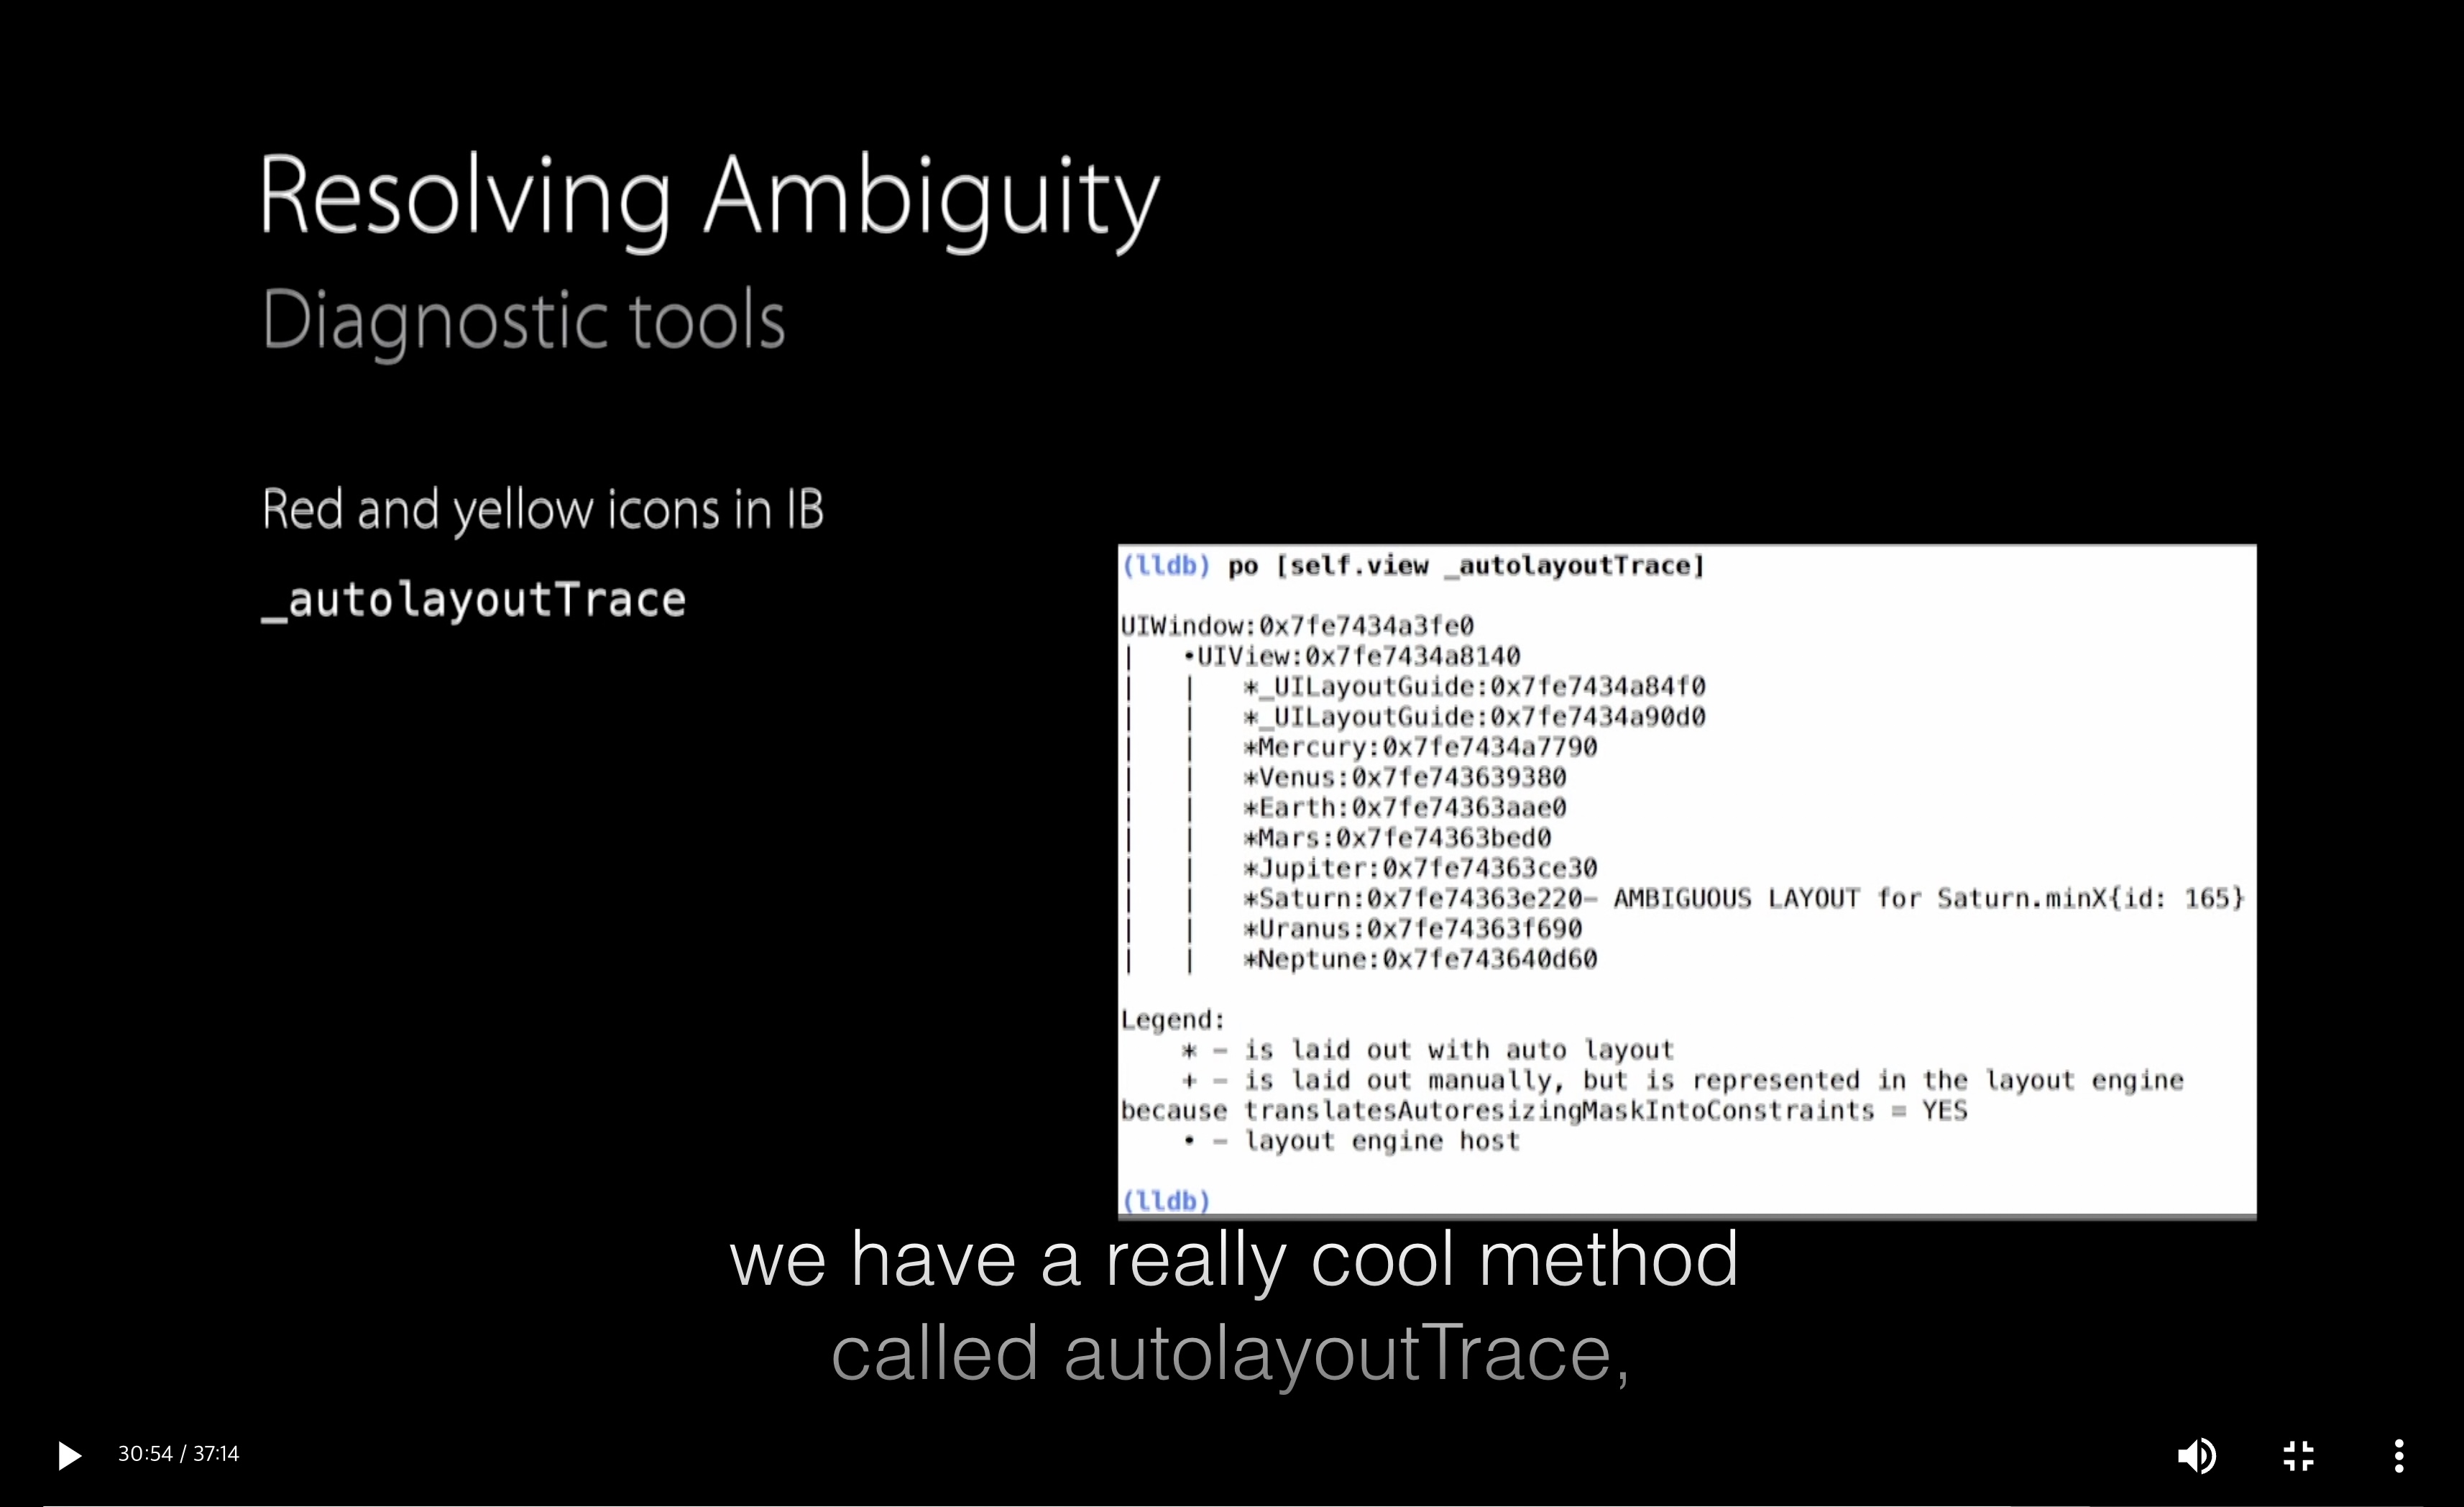 Resolving Ambiguity
Diagnostic tools
Red and yellow icons in IB
_autolayoutTrace
(lldb) po [self.view _autolayoutTrace]
UIWindow:0x7fe7434a3fe0
|   •UIView:0x7fe7434a8140
|   |   *_UILayoutGuide:0x7fe7434a84f0
|   |   *_UILayoutGuide:0x7fe7434a90d0
|   |   *Mercury:0x7fe7434a7790
|   |   *Venus:0x7fe743639380
|   |   *Earth:0x7fe74363aae0
|   |   *Mars:0x7fe74363bed0
|   |   *Jupiter:0x7fe74363ce30
|   |   *Saturn:0x7fe74363e220– AMBIGUOUS LAYOUT for Saturn.minX{id: 165}
|   |   *Uranus:0x7fe74363f690
|   |   *Neptune:0x7fe743640d60
Legend:
* – is laid out with auto layout
+ – is laid out manually, but is represented in the layout engine
because translatesAutoresizingMaskIntoConstraints = YES
• – layout engine host
(lldb)
we have a really cool method
called autolayoutTrace,
30:54 / 37:14